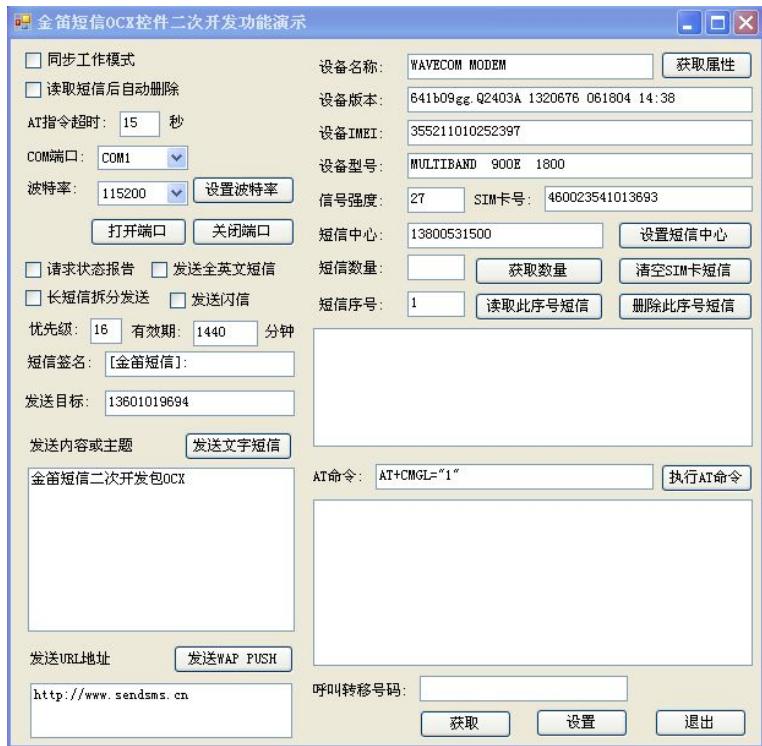 金笛短信OCX控件二次开发功能演示
同步工作模式
读取短信后自动删除
AT指令超时: 15 秒
COM端口: COM1
波特率: 115200 设置波特率
打开端口 关闭端口
请求状态报告 发送全英文短信
长短信拆分发送 发送闪信
优先级: 16 有效期: 1440 分钟
短信签名: [金笛短信]:
发送目标: 13601019694
发送内容或主题 发送文字短信
金笛短信二次开发包OCX
发送URL地址 发送WAP PUSH
http://www.sendsms.cn
设备名称: WAVECOM MODEM 获取属性
设备版本: 641b09gg.Q2403A 1320676 061804 14:38
设备IMEI: 355211010252397
设备型号: MULTIBAND 900E 1800
信号强度: 27 SIM卡号: 460023541013693
短信中心: 13800531500 设置短信中心
短信数量: 获取数量 清空SIM卡短信
短信序号: 1 读取此序号短信 删除此序号短信
AT命令: AT+CMGL="1" 执行AT命令
呼叫转移号码:
获取 设置 退出